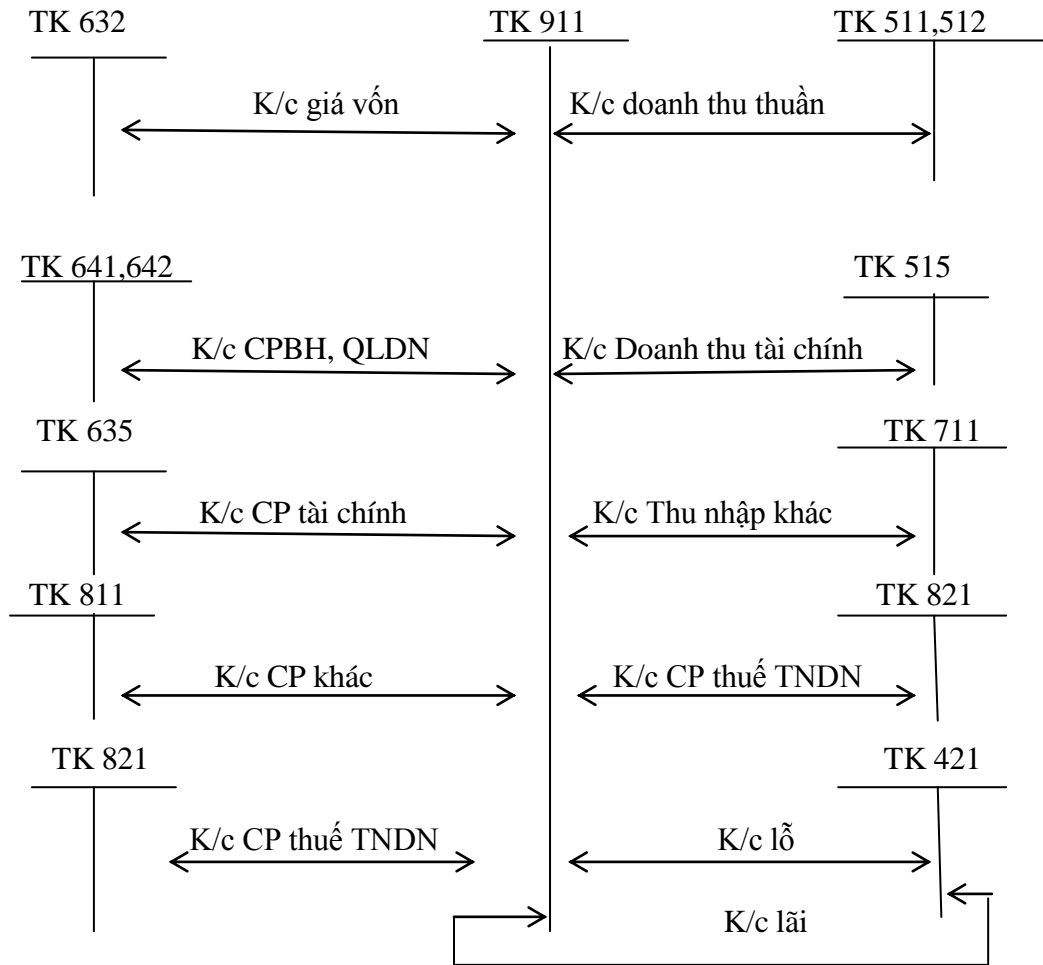 TK 632
TK 911
TK 511,512
K/c giá vốn
K/c doanh thu thuần
TK 641,642
TK 515
K/c CPBH, QLDN
K/c Doanh thu tài chính
TK 635
TK 711
K/c CP tài chính
K/c Thu nhập khác
TK 811
TK 821
K/c CP khác
K/c CP thuế TNDN
TK 821
TK 421
K/c CP thuế TNDN
K/c lỗ
K/c lãi